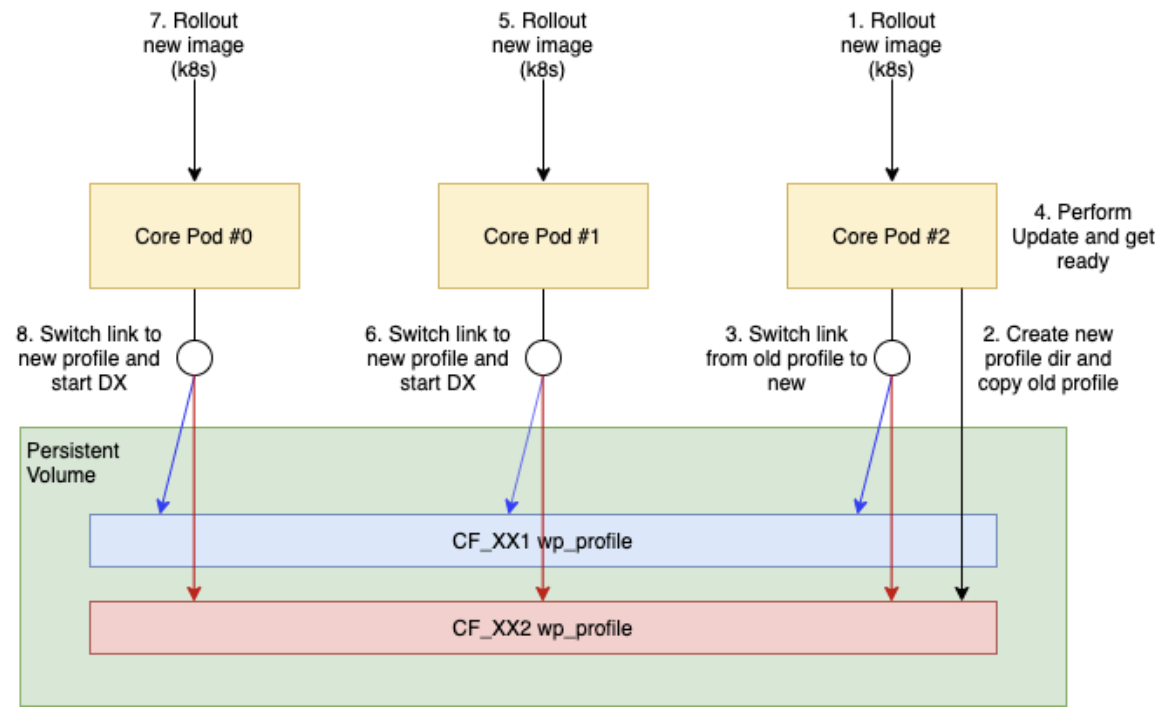 7. Rollout
new image
(k8s)
5. Rollout
new image
(k8s)
1. Rollout
new image
(k8s)
Core Pod #0
Core Pod #1
Core Pod #2
4. Perform
Update and get
ready
8. Switch link to
new profile and
start DX
6. Switch link to
new profile and
start DX
3. Switch link
from old profile to
new
2. Create new
profile dir and
copy old profile
Persistent
Volume
CF_XX1 wp_profile
CF_XX2 wp_profile